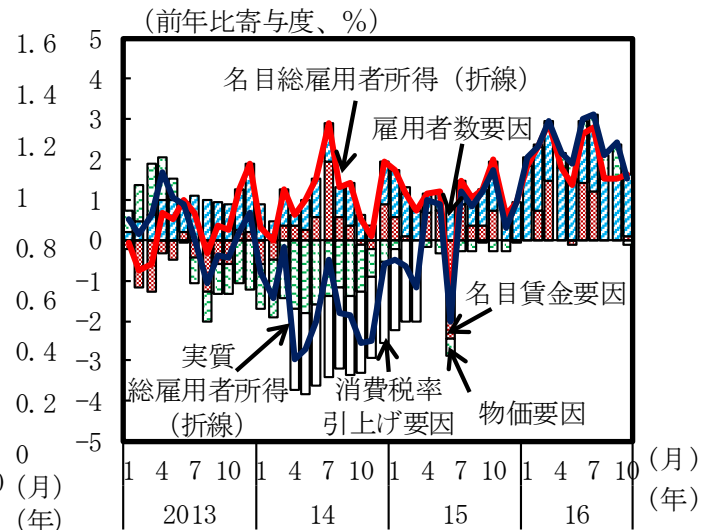 (前年比寄与度、%)
1.6
1.4
1.2
1
0.8
0.6
0.4
0.2
0
(月)
(年)
5
4
3
2
1
0
−1
−2
−3
−4
−5
名目総雇用者所得(折線)
雇用者数要因
名目賃金要因
実質
総雇用者所得
(折線)
消費税率
引上げ要因
物価要因
1 4 7 10 1 4 7 10 1 4 7 10 1 4 7 10
(月)
2013 14 15 16
(年)